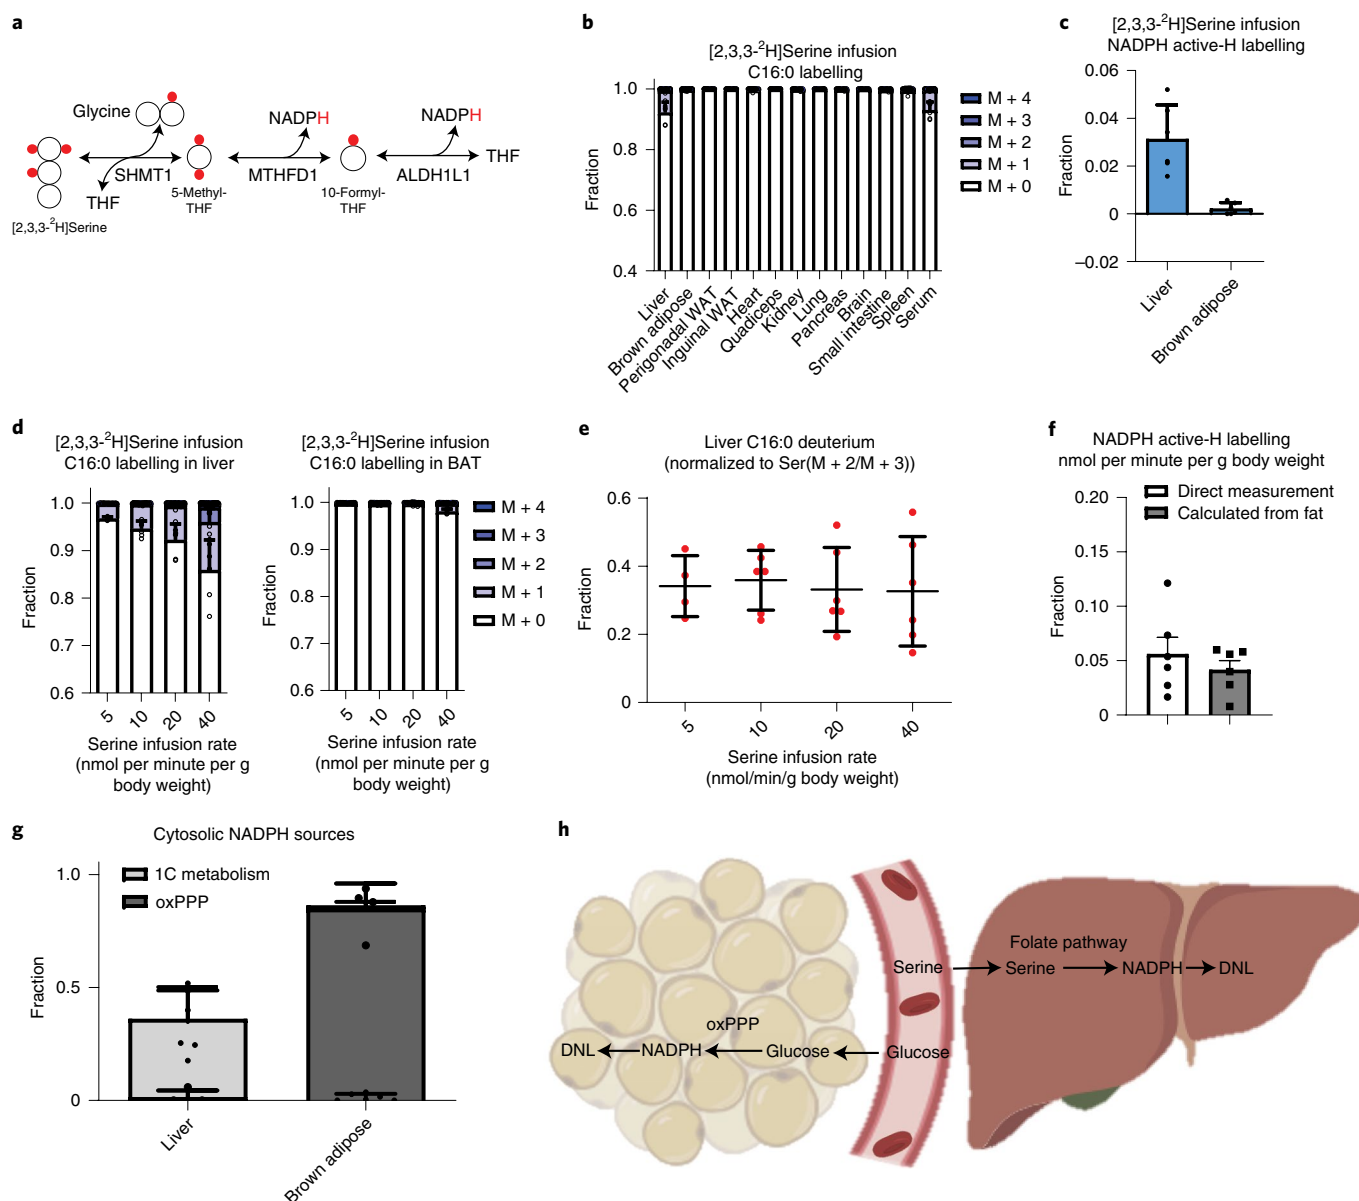 a
Glycine
NADPH
NADPH
SHMT1
MTHFD1
ALDH1L1
THF
THF
5-Methyl-
THF
10-Formyl-
THF
[2,3,3-²H]Serine
b
[2,3,3-²H]Serine infusion
C16:0 labelling
Fraction
1.0
0.8
0.6
0.4
M + 4
M + 3
M + 2
M + 1
M + 0
Liver
Brown adipose
Perigonadal WAT
Inguinal WAT
Heart
Quadiceps
Kidney
Lung
Pancreas
Brain
Small intestine
Spleen
Serum
c
[2,3,3-²H]Serine infusion
NADPH active-H labelling
Fraction
0.06
0.04
0.02
0
–0.02
Liver
Brown adipose
d
[2,3,3-²H]Serine infusion
C16:0 labelling in liver
Fraction
1.0
0.9
0.8
0.7
0.6
5
10
20
40
Serine infusion rate
(nmol per minute per g
body weight)
[2,3,3-²H]Serine infusion
C16:0 labelling in BAT
Fraction
1.0
0.9
0.8
0.7
0.6
5
10
20
40
Serine infusion rate
(nmol per minute per g
body weight)
M + 4
M + 3
M + 2
M + 1
M + 0
e
Liver C16:0 deuterium
(normalized to Ser(M + 2/M + 3))
Fraction
0.6
0.4
0.2
0
5
10
20
40
Serine infusion rate
(nmol/min/g body weight)
f
NADPH active-H labelling
nmol per minute per g body weight
Fraction
0.20
0.15
0.10
0.05
0
Direct measurement
Calculated from fat
g
Cytosolic NADPH sources
Fraction
1.0
0.5
0
1C metabolism
oxPPP
Liver
Brown adipose
h
Folate pathway
Serine
Serine
NADPH
DNL
oxPPP
DNL
NADPH
Glucose
Glucose